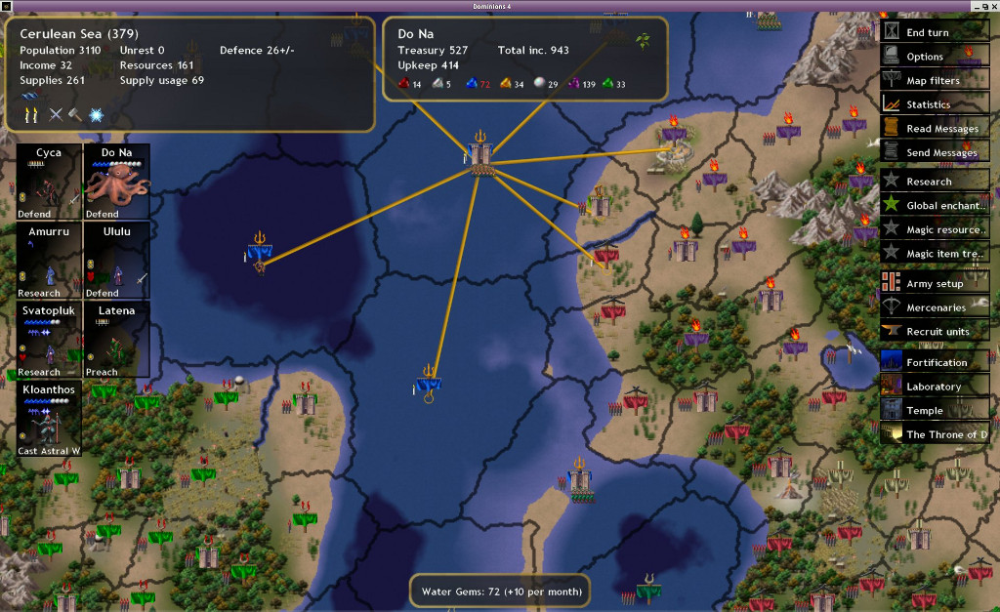 Dominions 4
Cerulean Sea (379)
Population 3110 Unrest 0 Defence 26+/-
Income 32 Resources 161
Supplies 261 Supply usage 69
Do Na
Treasury 527 Total inc. 943
Upkeep 414
14 5 72 34 29 139 33
Cyca
Defend
Do Na
Defend
Amurru
Research
Ululu
Defend
Svatopluk
Research
Latena
Preach
Kloanthos
Cast Astral W
End turn
Options
Map filters
Statistics
Read Messages
Send Messages
Research
Global enchant..
Magic resource..
Magic item tre..
Army setup
Mercenaries
Recruit units
Fortification
Laboratory
Temple
The Throne of D
Water Gems: 72 (+10 per month)